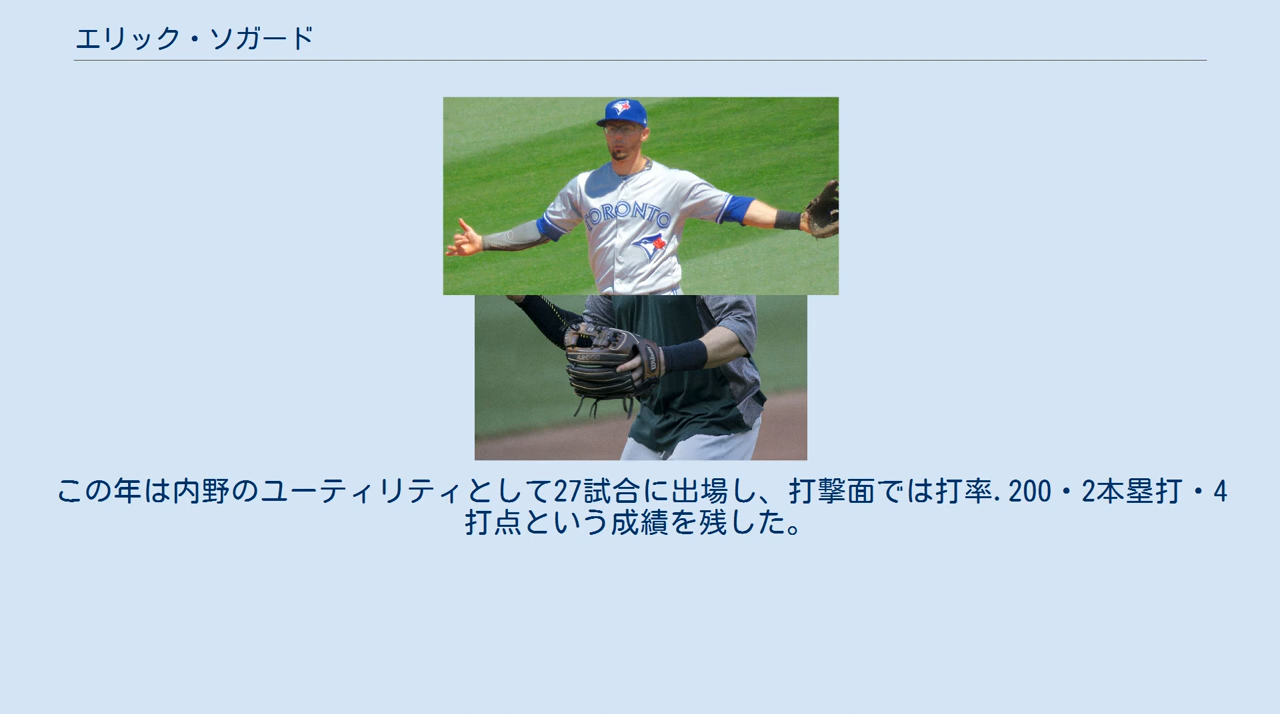 エリック・ソガード
TORONTO
この年は内野のユーティリティとして27試合に出場し、打撃面では打率.200・2本塁打・4
打点という成績を残した。